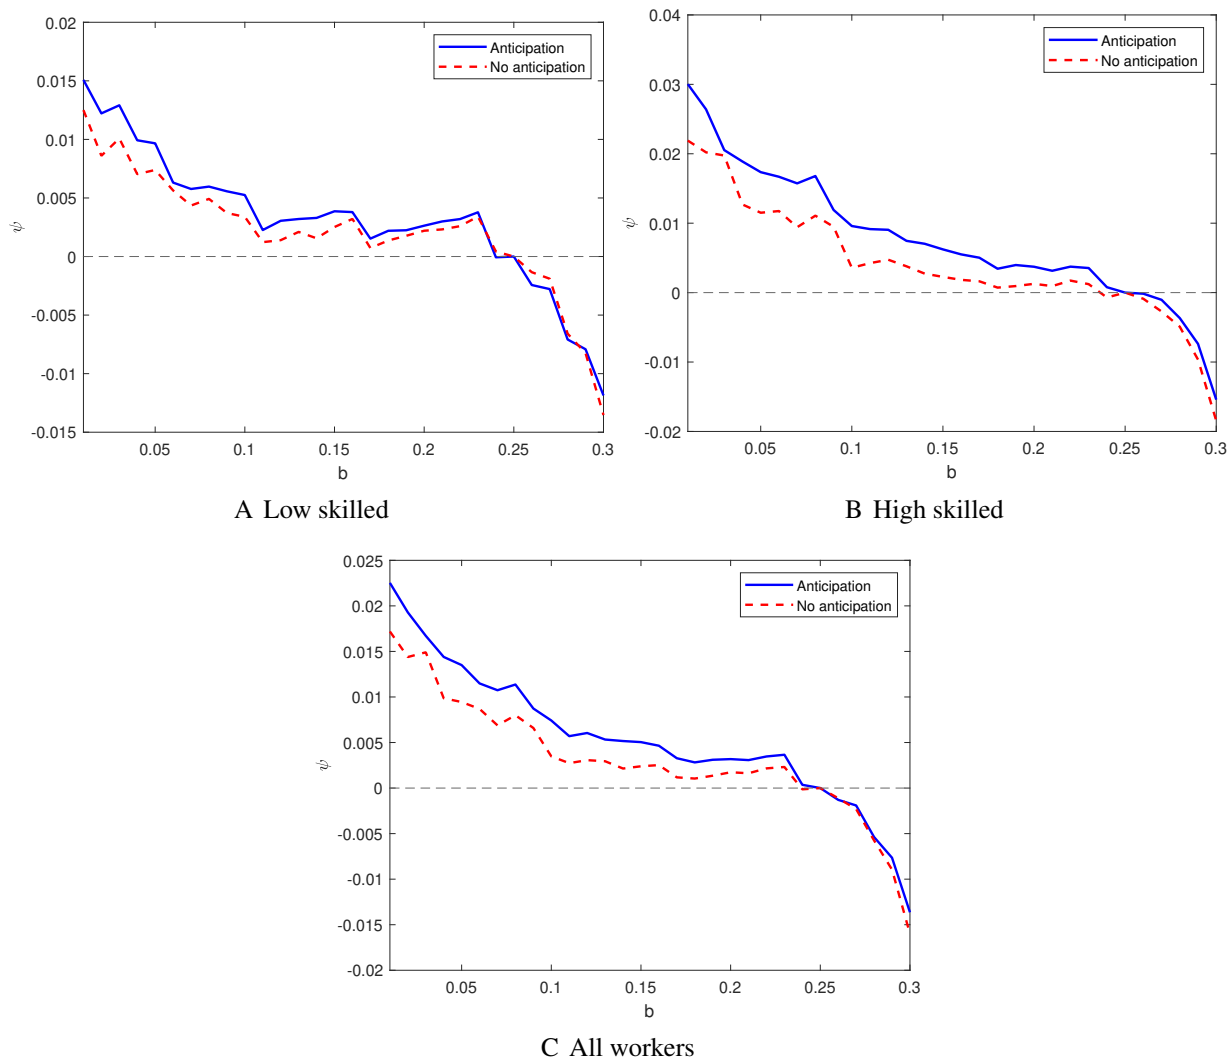 0.02
0.015
0.01
0.005
0
-0.005
-0.01
-0.015
ψ
0.05
0.1
0.15
0.2
0.25
0.3
b
Anticipation
No anticipation
A Low skilled
0.04
0.03
0.02
0.01
0
-0.01
-0.02
ψ
0.05
0.1
0.15
0.2
0.25
0.3
b
Anticipation
No anticipation
B High skilled
0.025
0.02
0.015
0.01
0.005
0
-0.005
-0.01
-0.015
-0.02
ψ
0.05
0.1
0.15
0.2
0.25
0.3
b
Anticipation
No anticipation
C All workers